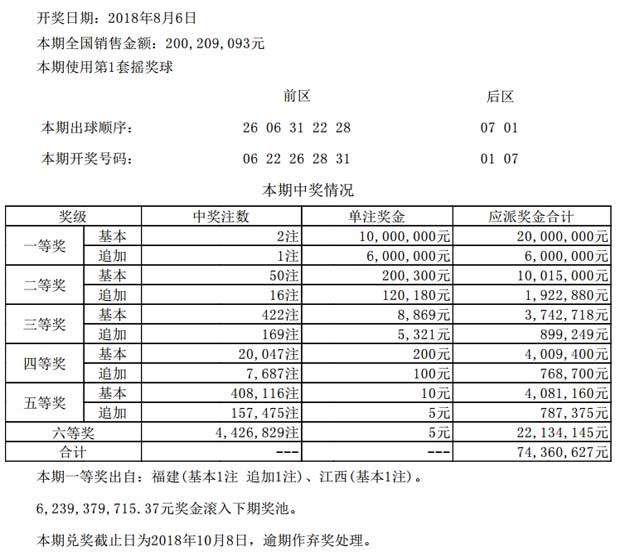 开奖日期：2018年8月6日
本期全国销售金额：200,209,093元
本期使用第1套摇奖球
前区 后区
本期出球顺序： 26 06 31 22 28 07 01
本期开奖号码： 06 22 26 28 31 01 07
本期中奖情况
奖级 中奖注数 单注奖金 应派奖金合计
一等奖 基本 2注 10,000,000元 20,000,000元
追加 1注 6,000,000元 6,000,000元
二等奖 基本 50注 200,300元 10,015,000元
追加 16注 120,180元 1,922,880元
三等奖 基本 422注 8,869元 3,742,718元
追加 169注 5,321元 899,249元
四等奖 基本 20,047注 200元 4,009,400元
追加 7,687注 100元 768,700元
五等奖 基本 408,116注 10元 4,081,160元
追加 157,475注 5元 787,375元
六等奖 4,426,829注 5元 22,134,145元
合计 --- --- 74,360,627元
本期一等奖出自：福建(基本1注 追加1注)、江西(基本1注)。
6,239,379,715.37元奖金滚入下期奖池。
本期兑奖截止日为2018年10月8日，逾期作弃奖处理。